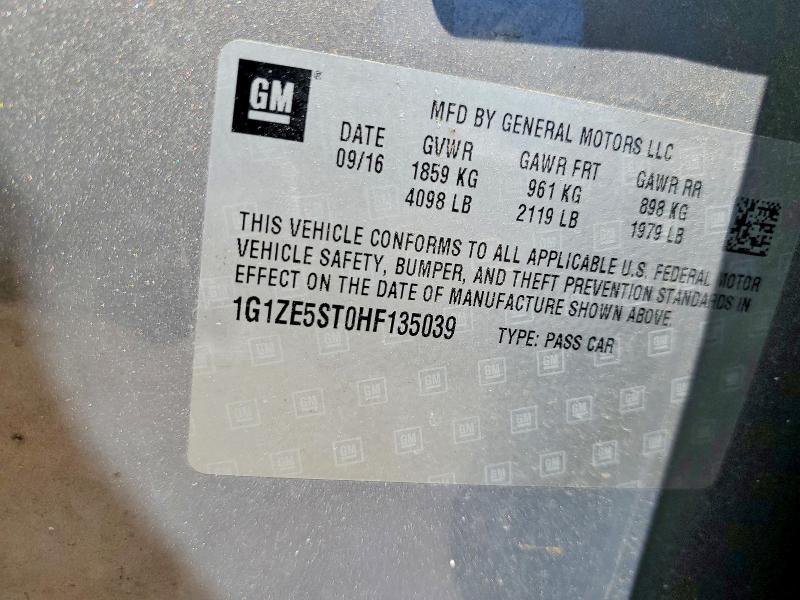 GM
MFD BY GENERAL MOTORS LLC
DATE GVWR GAWR FRT GAWR RR
09/16 1859 KG 961 KG 898 KG
4098 LB 2119 LB 1979 LB
THIS VEHICLE CONFORMS TO ALL APPLICABLE U.S. FEDERAL MOTOR
VEHICLE SAFETY, BUMPER, AND THEFT PREVENTION STANDARDS IN
EFFECT ON THE DATE OF MANUFACTURE SHOWN ABOVE.
1G1ZE5ST0HF135039 TYPE: PASS CAR